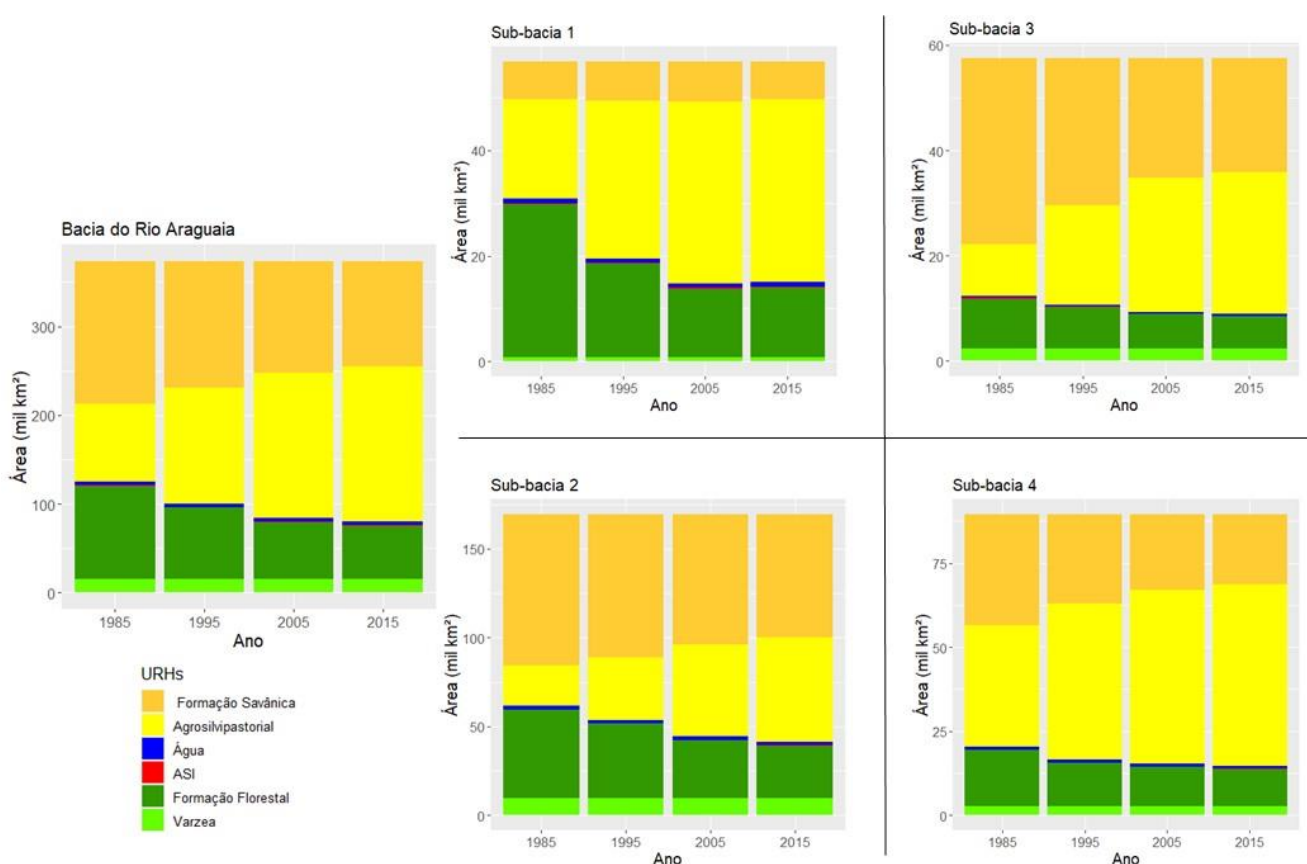 Bacia do Rio Araguaia
Área (mil km²)
300
200
100
0
1985 1995 2005 2015
Ano
URHs
Formação Savânica
Agrosilvipastorial
Água
ASI
Formação Florestal
Varzea
Sub-bacia 1
Área (mil km²)
40
20
0
1985 1995 2005 2015
Ano
Sub-bacia 3
Área (mil km²)
60
40
20
0
1985 1995 2005 2015
Ano
Sub-bacia 2
Área (mil km²)
150
100
50
0
1985 1995 2005 2015
Ano
Sub-bacia 4
Área (mil km²)
75
50
25
0
1985 1995 2005 2015
Ano